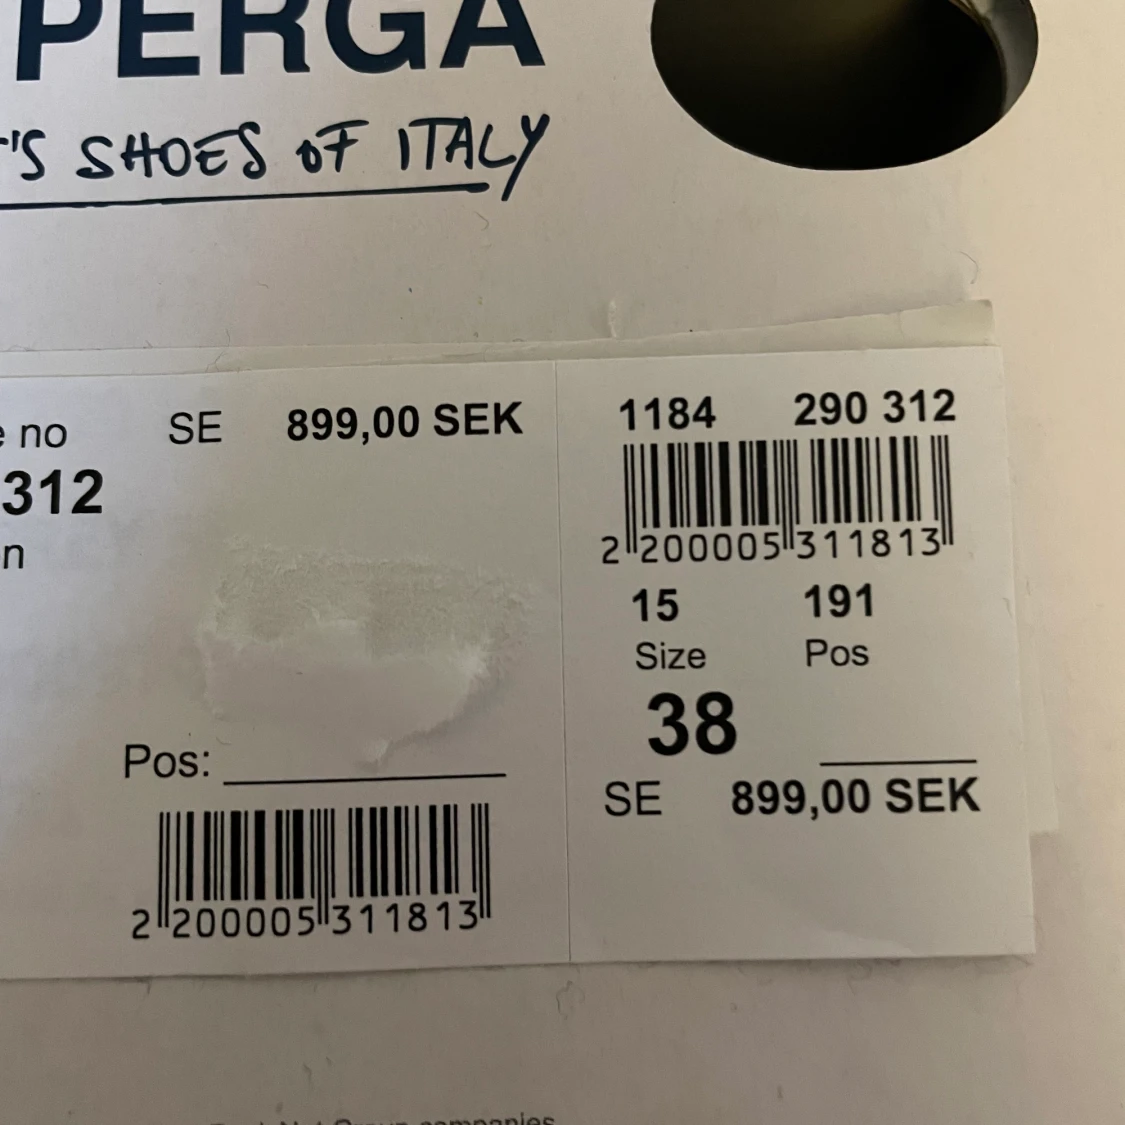 PERGA
'S SHOES OF ITALY
e no SE 899,00 SEK
312
n
Pos:
2 200005 311813
1184 290 312
2 200005 311813
15 191
Size Pos
38
SE 899,00 SEK
companies